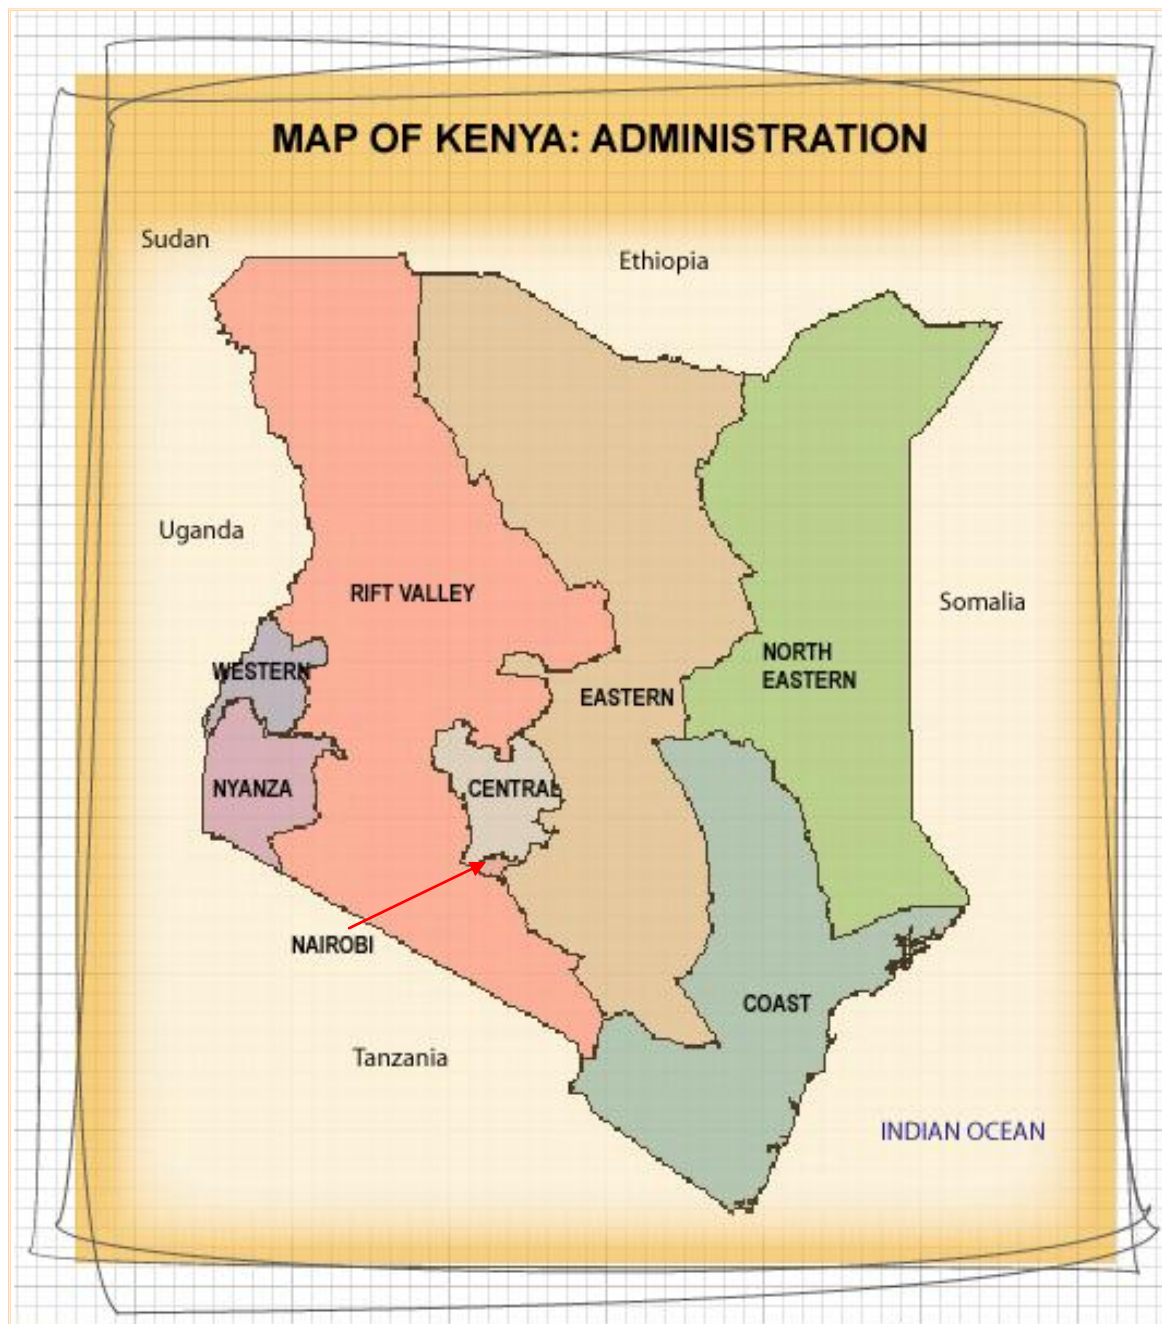 MAP OF KENYA: ADMINISTRATION
Sudan
Ethiopia
Uganda
RIFT VALLEY
Somalia
WESTERN
NORTH
EASTERN
EASTERN
NYANZA
CENTRAL
NAIROBI
COAST
Tanzania
INDIAN OCEAN